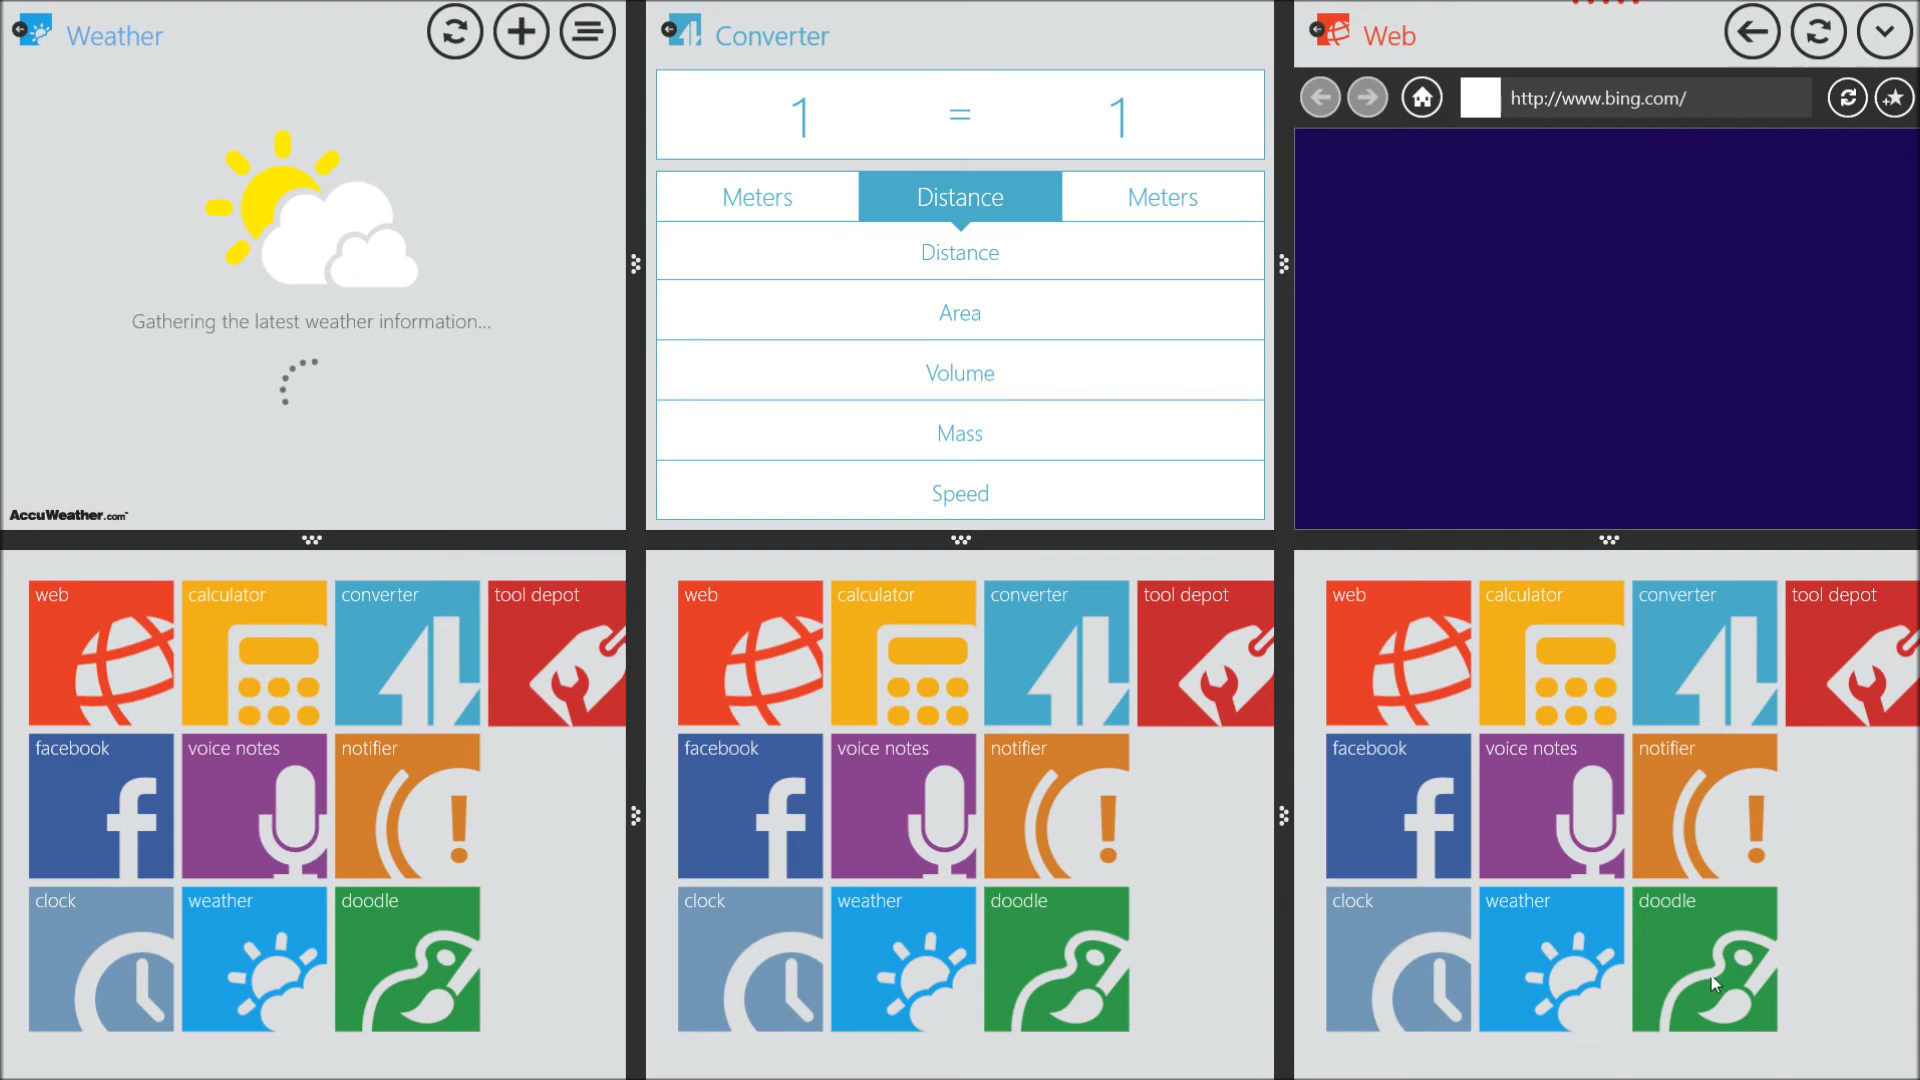 Weather
Gathering the latest weather information...
AccuWeather.com™
Converter
1 = 1
Meters Distance Meters
Distance
Area
Volume
Mass
Speed
Web
http://www.bing.com/
web calculator converter tool depot
facebook voice notes notifier
clock weather doodle
web calculator converter tool depot
facebook voice notes notifier
clock weather doodle
web calculator converter tool depot
facebook voice notes notifier
clock weather doodle